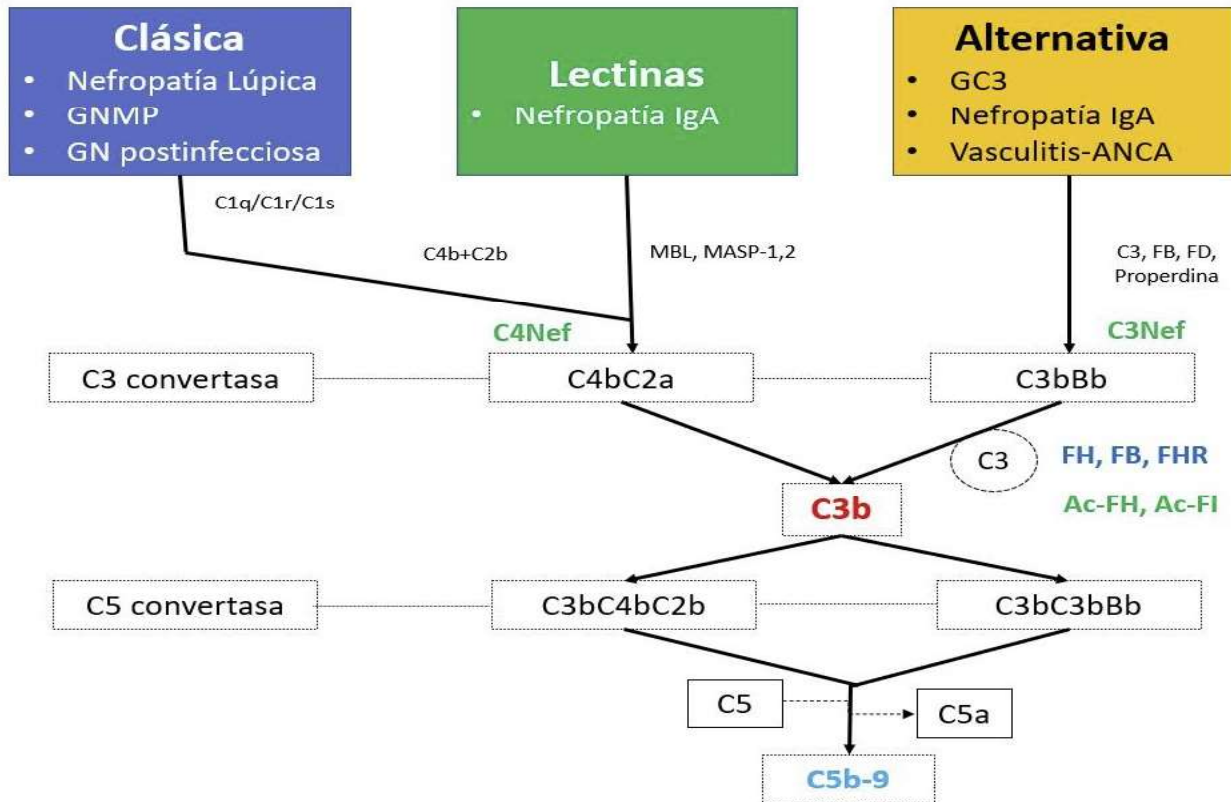 Clásica
• Nefropatía Lúpica
• GNMP
• GN postinfecciosa
Lectinas
• Nefropatía IgA
Alternativa
• GC3
• Nefropatía IgA
• Vasculitis-ANCA
C1q/C1r/C1s
C4b+C2b
MBL, MASP-1,2
C3, FB, FD,
Properdina
C4Nef
C3Nef
C3 convertasa
C4bC2a
C3bBb
C3
FH, FB, FHR
Ac-FH, Ac-FI
C3b
C5 convertasa
C3bC4bC2b
C3bC3bBb
C5
C5a
C5b-9